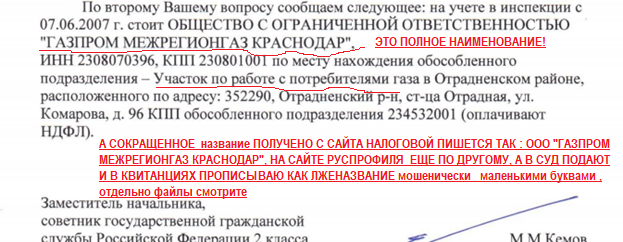 По второму Вашему вопросу сообщаем следующее: на учете в инспекции с
07.06.2007 г. стоит ОБЩЕСТВО С ОГРАНИЧЕННОЙ ОТВЕТСТВЕННОСТЬЮ
"ГАЗПРОМ МЕЖРЕГИОНГАЗ КРАСНОДАР", ЭТО ПОЛНОЕ НАИМЕНОВАНИЕ!
ИНН 2308070396, КПП 230801001 по месту нахождения обособленного
подразделения – Участок по работе с потребителями газа в Отрадненском районе,
расположенного по адресу: 352290, Отрадненский р-н, ст-ца Отрадная, ул.
Комарова, д. 96 КПП обособленного подразделения 234532001 (оплачивают
НДФЛ).
А СОКРАЩЕННОЕ название ПОЛУЧЕНО С САЙТА НАЛОГОВОЙ ПИШЕТСЯ ТАК : ООО "ГАЗПРОМ
МЕЖРЕГИОНГАЗ КРАСНОДАР", НА САЙТЕ РУСПРОФИЛЯ ЕЩЕ ПО ДРУГОМУ, А В СУД ПОДАЮТ
И В КВИТАНЦИЯХ ПРОПИСЫВАЮ КАК ЛЖЕНАЗВАНИЕ мошенически маленькими буквами ,
отдельно файлы смотрите
Заместитель начальника,
советник государственной гражданской
службы Российской Федерации 2 класса М.М.Кемов